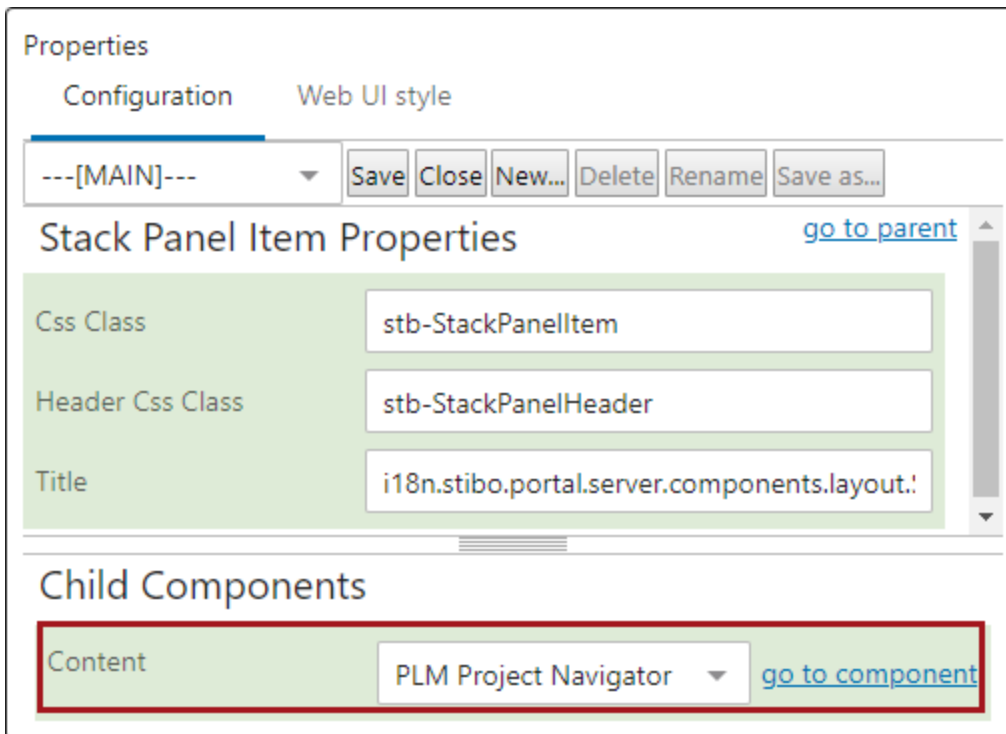 Properties
Configuration Web UI style
---[MAIN]--- Save Close New... Delete Rename Save as...
Stack Panel Item Properties go to parent
Css Class stb-StackPanelItem
Header Css Class stb-StackPanelHeader
Title i18n.stibo.portal.server.components.layout.
Child Components
Content PLM Project Navigator go to component